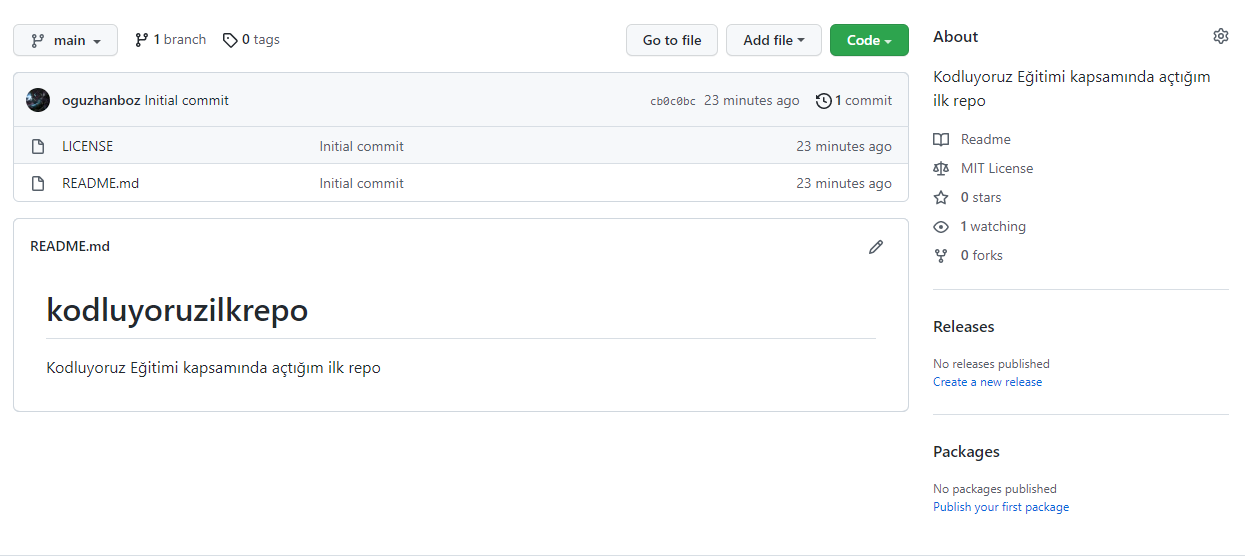 main
1 branch
0 tags
Go to file
Add file
Code
oguzhanboz Initial commit
cb0c0bc 23 minutes ago
1 commit
LICENSE
Initial commit
23 minutes ago
README.md
Initial commit
23 minutes ago
README.md
kodluyoruzilkrepo
Kodluyoruz Eğitimi kapsamında açtığım ilk repo
About
Kodluyoruz Eğitimi kapsamında açtığım
ilk repo
Readme
MIT License
0 stars
1 watching
0 forks
Releases
No releases published
Create a new release
Packages
No packages published
Publish your first package